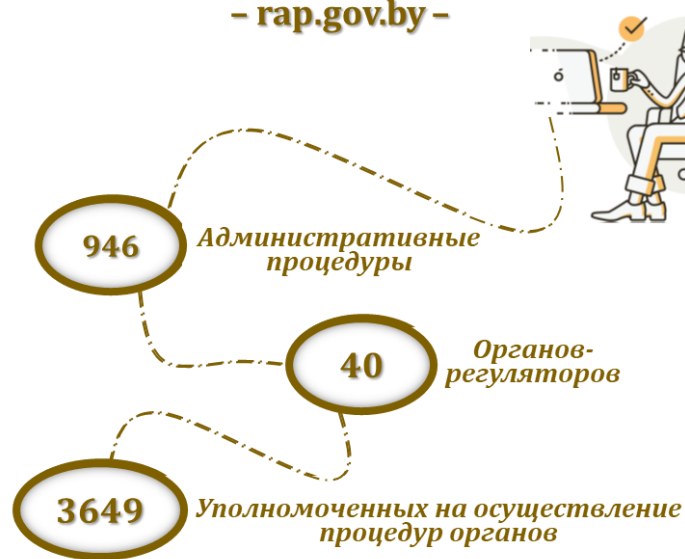 – rap.gov.by –
946
Административные
процедуры
40
Органов-
регуляторов
3649
Уполномоченных на осуществление
процедур органов